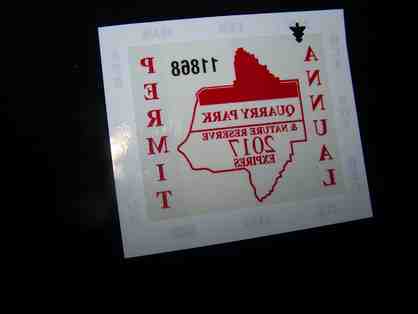 ANNUAL
PERMIT
11868
QUARRY PARK
& NATURE RESERVE
2017
EXPIRES